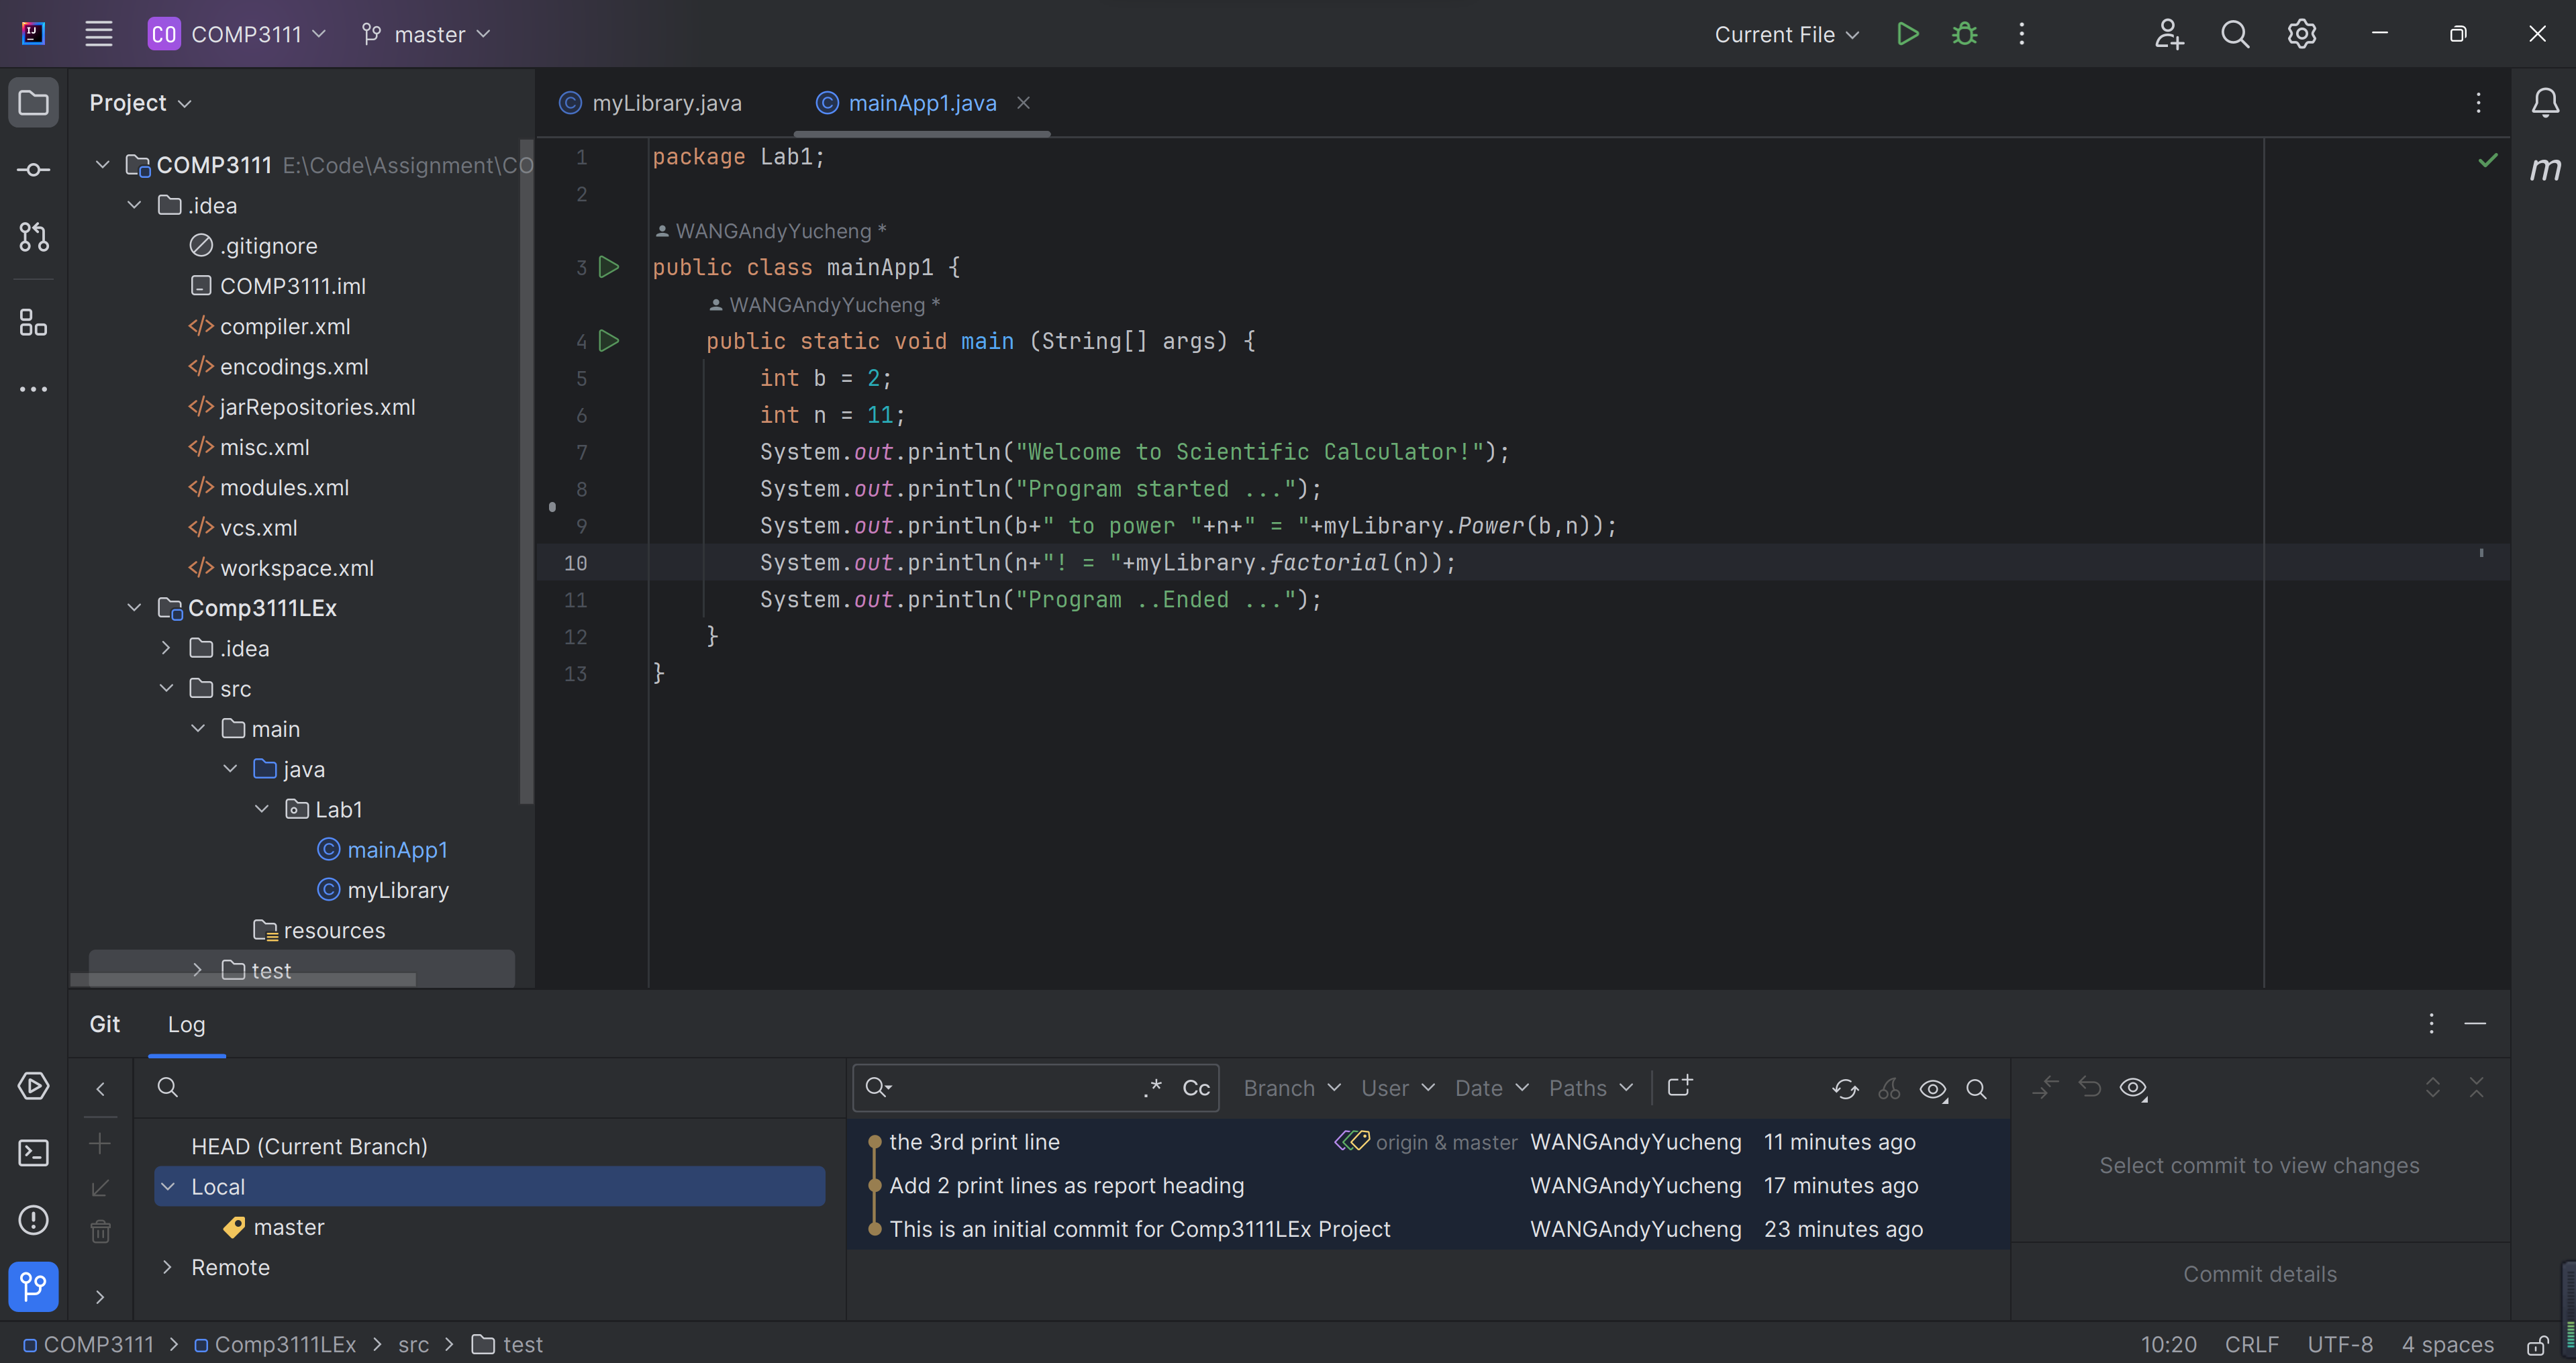 CO COMP3111 master Current File
Project
COMP3111 E:\Code\Assignment\CO
.idea
.gitignore
COMP3111.iml
compiler.xml
encodings.xml
jarRepositories.xml
misc.xml
modules.xml
vcs.xml
workspace.xml
Comp3111LEx
.idea
src
main
java
Lab1
mainApp1
myLibrary
resources
test
myLibrary.java mainApp1.java
1 package Lab1;
2
WANGAndyYucheng *
3 public class mainApp1 {
WANGAndyYucheng *
4 public static void main (String[] args) {
5 int b = 2;
6 int n = 11;
7 System.out.println("Welcome to Scientific Calculator!");
8 System.out.println("Program started ...");
9 System.out.println(b+" to power "+n+" = "+myLibrary.Power(b,n));
10 System.out.println(n+"! = "+myLibrary.factorial(n));
11 System.out.println("Program ..Ended ...");
12 }
13 }
m
Git Log
HEAD (Current Branch)
Local
master
Remote
.* Cc Branch User Date Paths
the 3rd print line origin & master WANGAndyYucheng 11 minutes ago
Add 2 print lines as report heading WANGAndyYucheng 17 minutes ago
This is an initial commit for Comp3111LEx Project WANGAndyYucheng 23 minutes ago
Select commit to view changes
Commit details
COMP3111 > Comp3111LEx > src > test 10:20 CRLF UTF-8 4 spaces